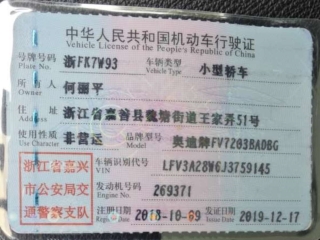 中华人民共和国机动车行驶证
Vehicle License of the People's Republic of China
号牌号码 浙FK7W93 车辆类型 小型轿车
Plate No. Vehicle Type
所有人 何丽平
Owner
住址 浙江省嘉善县魏塘街道王家弄51号
Address
使用性质 非营运 品牌型号 奥迪牌FV7203BADBG
Use Character Model
浙江省嘉兴 车辆识别代号 LFV3A28W6J3759145
VIN
市公安局交 发动机号码 269371
Engine No.
通警察支队 注册日期 2018-10-09 发证日期 2019-12-17
Register Date Issue Date